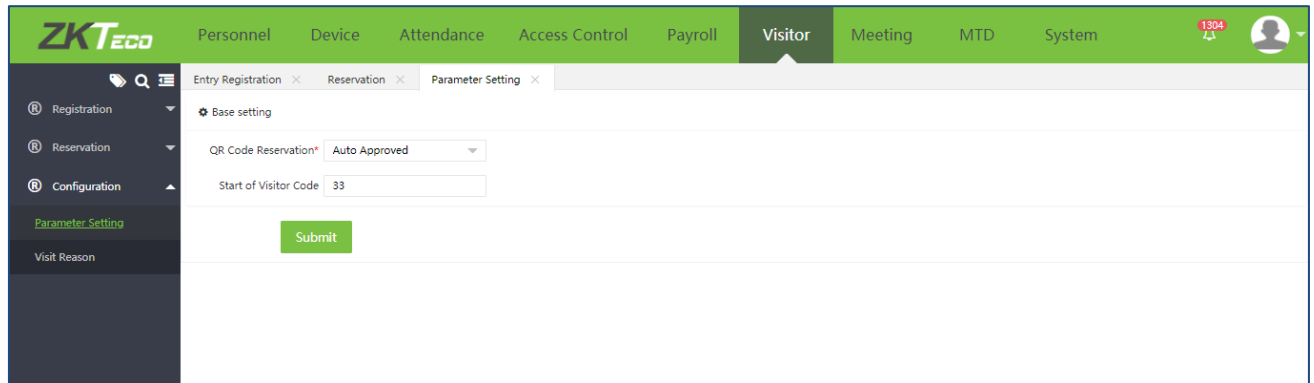 ZKTeco Personnel Device Attendance Access Control Payroll Visitor Meeting MTD System 1304
Entry Registration × Reservation × Parameter Setting ×
® Registration
® Reservation
® Configuration
Parameter Setting
Visit Reason
Base setting
QR Code Reservation* Auto Approved
Start of Visitor Code 33
Submit